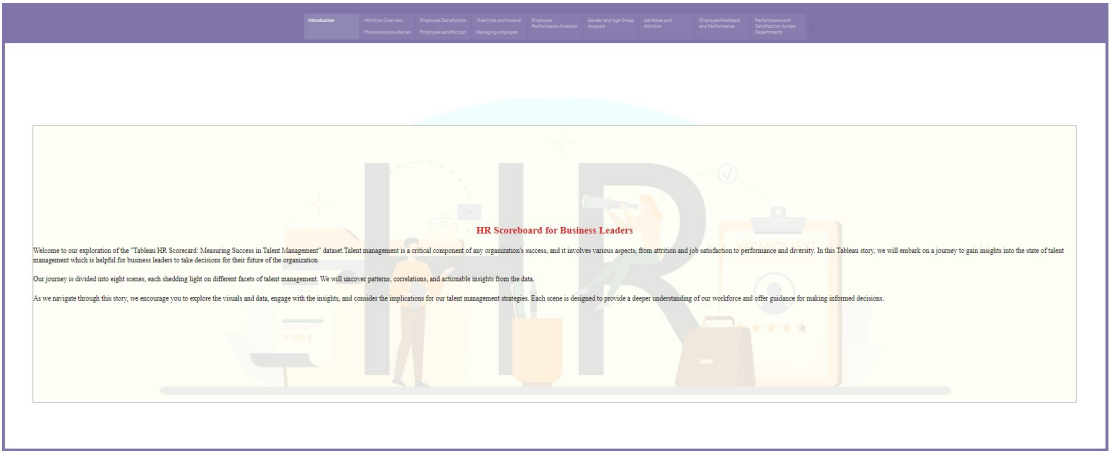 Introduction
Attrition Overview
This scene provides an
Employee Satisfaction
Employee satisfaction
Overtime and Income
Managing employee
Employee
Performance Analysis
Gender and Age Group
Analysis
Job Roles and
Attrition
Employee Feedback
and Performance
Performance and
Satisfaction Across
Departments
HR
HR Scoreboard for Business Leaders
Welcome to our exploration of the "Tableau HR Scorecard: Measuring Success in Talent Management" dataset.Talent management is a critical component of any organization's success, and it involves various aspects, from attrition and job satisfaction to performance and diversity. In this Tableau story, we will embark on a journey to gain insights into the state of talent
management which is helpful for business leaders to take decisions for their future of the organization
Our journey is divided into eight scenes, each shedding light on different facets of talent management. We will uncover patterns, correlations, and actionable insights from the data.
As we navigate through this story, we encourage you to explore the visuals and data, engage with the insights, and consider the implications for our talent management strategies. Each scene is designed to provide a deeper understanding of our workforce and offer guidance for making informed decisions.